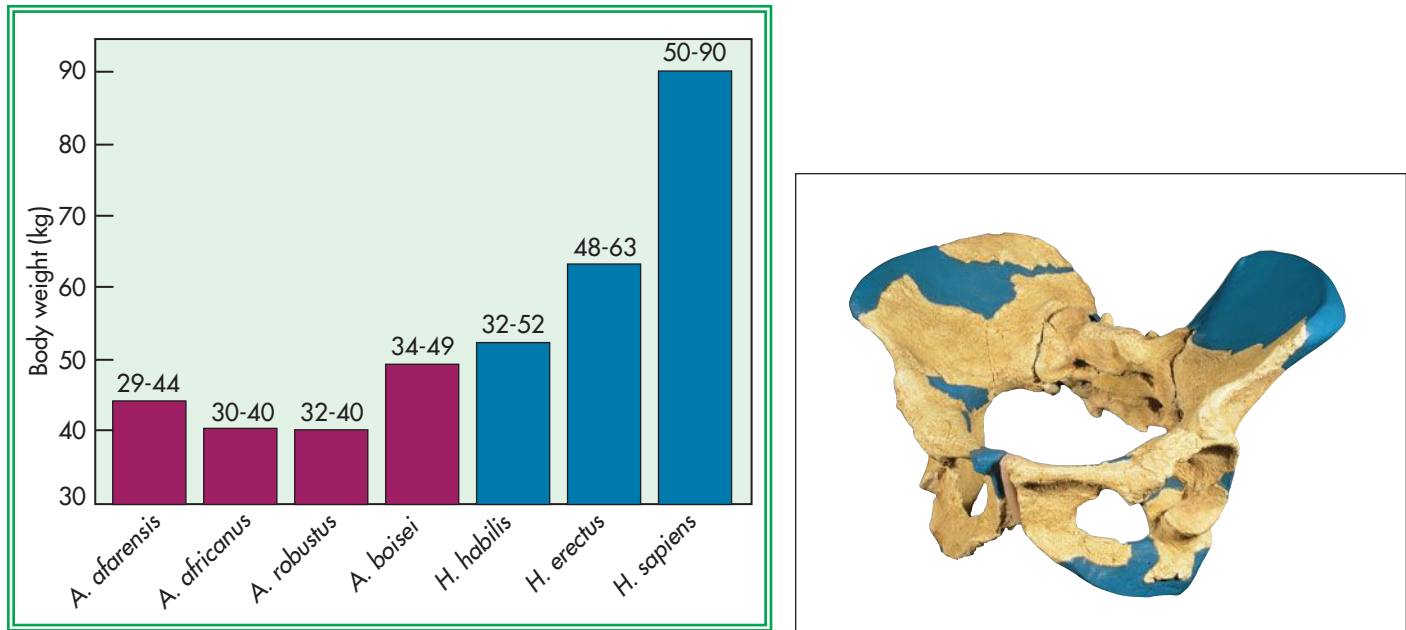 50-90
90
80
70
48-63
60
32-52
34-49
50
29-44
30-40
32-40
40
30
Body weight (kg)
A. afarensis
A. africanus
A. robustus
A. boisei
H. habilis
H. erectus
H. sapiens